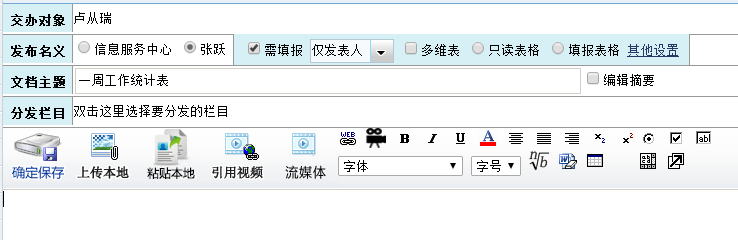 交办对象 卢从瑞
发布名义 信息服务中心 张跃 需填报 仅发表人 多维表 只读表格 填报表格 其他设置
文档主题 一周工作统计表 编辑摘要
分发栏目 双击这里选择要分发的栏目
WEB B I U A x₂ x² ab
确定保存 上传本地 粘贴本地 引用视频 流媒体 字体 字号 n√b W